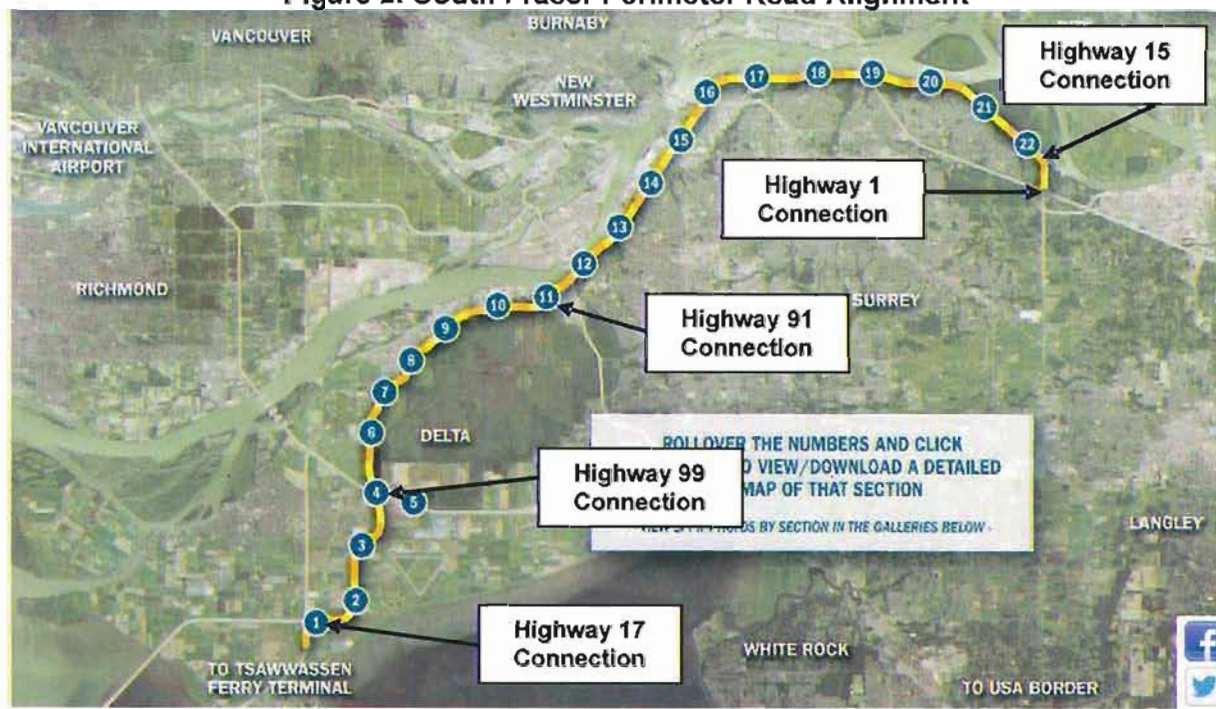 Figure 2: South Fraser Perimeter Road Alignment
VANCOUVER
BURNABY
NEW
WESTMINSTER
VANCOUVER
INTERNATIONAL
AIRPORT
16
17
18
19
20
21
22
15
14
13
12
11
10
9
8
7
6
4
5
3
2
1
Highway 15
Connection
Highway 1
Connection
RICHMOND
SURREY
Highway 91
Connection
DELTA
ROLLOVER THE NUMBERS AND CLICK
TO VIEW/DOWNLOAD A DETAILED
MAP OF THAT SECTION
PHOTOS BY SECTION IN THE GALLERIES BELOW -
Highway 99
Connection
LANGLEY
Highway 17
Connection
WHITE ROCK
TO TSAWWASSEN
FERRY TERMINAL
TO USA BORDER
f